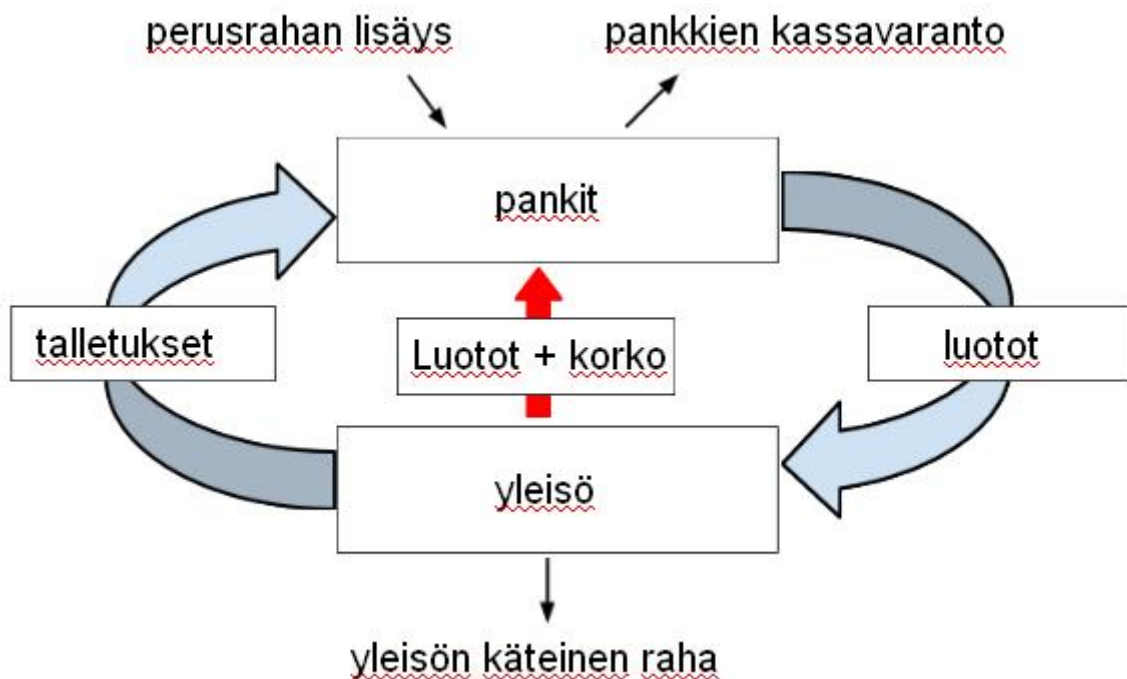 perusrahan lisäys
pankkien kassavaranto
pankit
talletukset
Luotot + korko
luotot
yleisö
yleisön käteinen raha